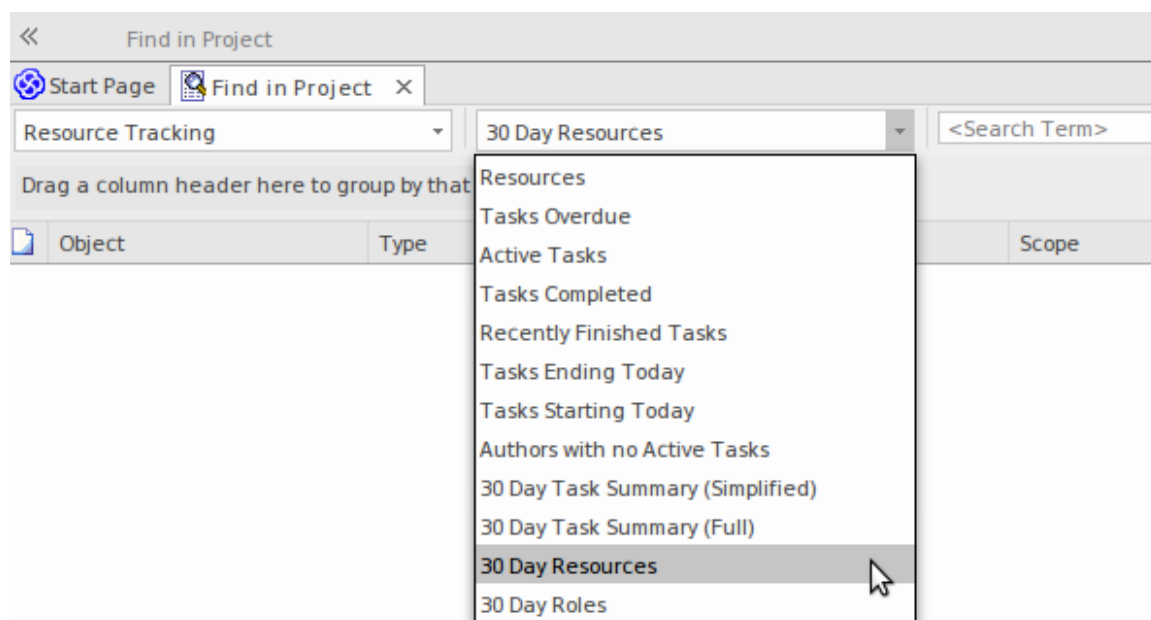 Find in Project
Start Page Find in Project
Resource Tracking 30 Day Resources <Search Term>
Drag a column header here to group by that
Object Type Scope
Resources
Tasks Overdue
Active Tasks
Tasks Completed
Recently Finished Tasks
Tasks Ending Today
Tasks Starting Today
Authors with no Active Tasks
30 Day Task Summary (Simplified)
30 Day Task Summary (Full)
30 Day Resources
30 Day Roles